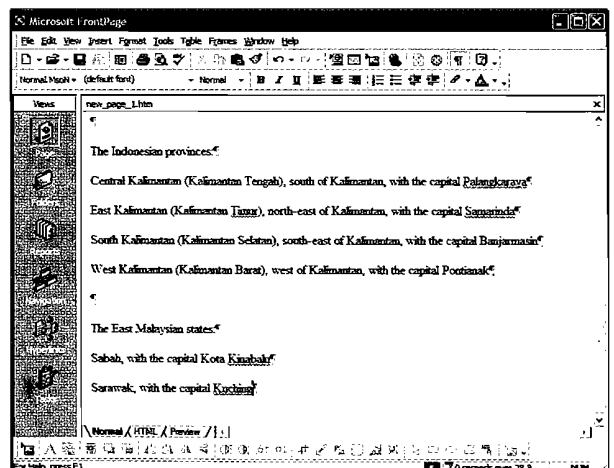 Microsoft FrontPage
File Edit View Insert Format Tools Table Frames Window Help
(default font) Normal B I U
Views new_page_1.htm x
¶
The Indonesian provinces:¶
Central Kalimantan (Kalimantan Tengah), south of Kalimantan, with the capital Palangkaraya¶
East Kalimantan (Kalimantan Timur), north-east of Kalimantan, with the capital Samarinda¶
South Kalimantan (Kalimantan Selatan), south-east of Kalimantan, with the capital Banjarmasin¶
West Kalimantan (Kalimantan Barat), west of Kalimantan, with the capital Pontianak¶
¶
The East Malaysian states:¶
Sabah, with the capital Kota Kinabalu¶
Sarawak, with the capital Kuching¶
Normal HTML Preview
For Help, press F1